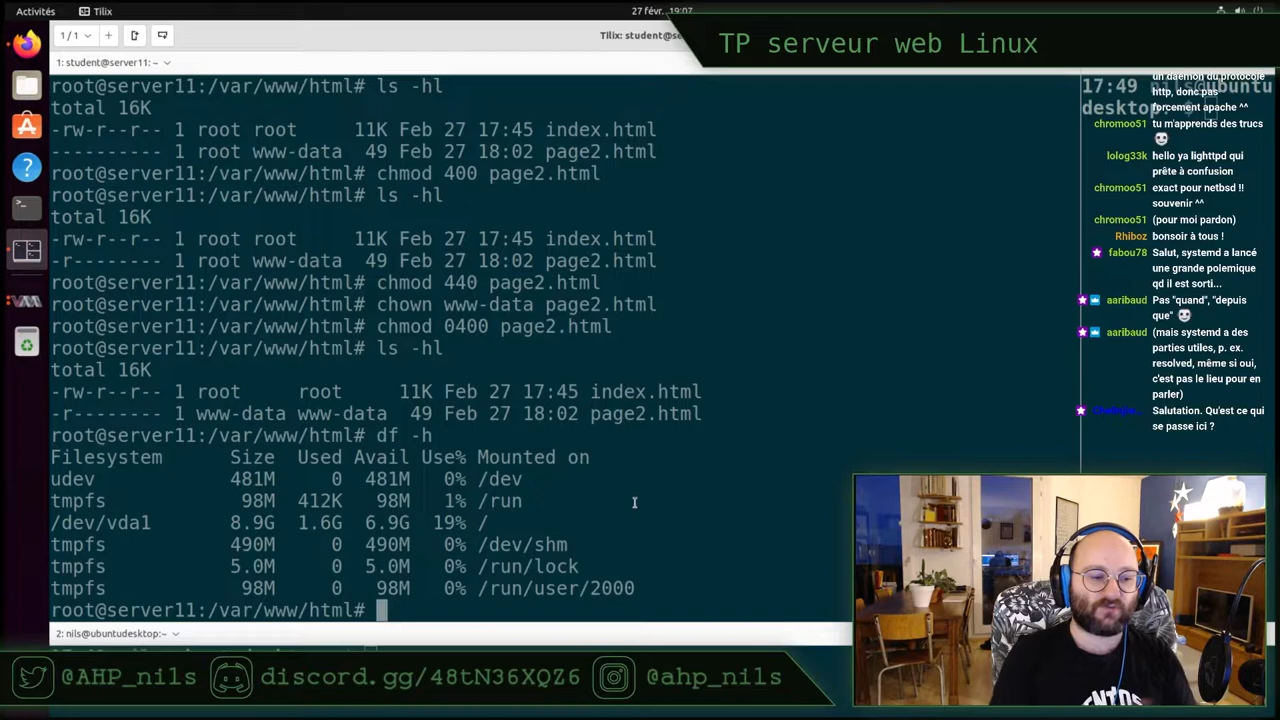 Activités
Tilix
27 févr. 19:07
1 / 1
Tilix: student@se
TP serveur web Linux
1: student@server11: ~
root@server11:/var/www/html# ls -hl
total 16K
-rw-r--r-- 1 root root     11K Feb 27 17:45 index.html
---------- 1 root www-data  49 Feb 27 18:02 page2.html
root@server11:/var/www/html# chmod 400 page2.html
root@server11:/var/www/html# ls -hl
total 16K
-rw-r--r-- 1 root root     11K Feb 27 17:45 index.html
-r-------- 1 root www-data  49 Feb 27 18:02 page2.html
root@server11:/var/www/html# chmod 440 page2.html
root@server11:/var/www/html# chown www-data page2.html
root@server11:/var/www/html# chmod 0400 page2.html
root@server11:/var/www/html# ls -hl
total 16K
-rw-r--r-- 1 root     root      11K Feb 27 17:45 index.html
-r-------- 1 www-data www-data  49 Feb 27 18:02 page2.html
root@server11:/var/www/html# df -h
Filesystem      Size  Used Avail Use% Mounted on
udev            481M     0  481M   0% /dev
tmpfs            98M  412K   98M   1% /run
/dev/vda1       8.9G  1.6G  6.9G  19% /
tmpfs           490M     0  490M   0% /dev/shm
tmpfs           5.0M     0  5.0M   0% /run/lock
tmpfs            98M     0   98M   0% /run/user/2000
root@server11:/var/www/html#
17:49 nils@ubuntu
desktop:
un daemon du protocole
http, donc pas
forcement apache ^^
chromoo51 tu m'apprends des trucs
lolog33k hello ya lighttpd qui
prête à confusion
chromoo51 exact pour netbsd !!
souvenir ^^
chromoo51 (pour moi pardon)
Rhiboz bonsoir à tous !
fabou78 Salut, systemd a lancé
une grande polemique
qd il est sorti...
aaribaud Pas "quand", "depuis
que"
aaribaud (mais systemd a des
parties utiles, p. ex.
resolved, même si oui,
c'est pas le lieu pour en
parler)
Salutation. Qu'est ce qui
se passe ici ?
2: nils@ubuntudesktop:~
@AHP_nils
discord.gg/48tN36XQZ6
@ahp_nils